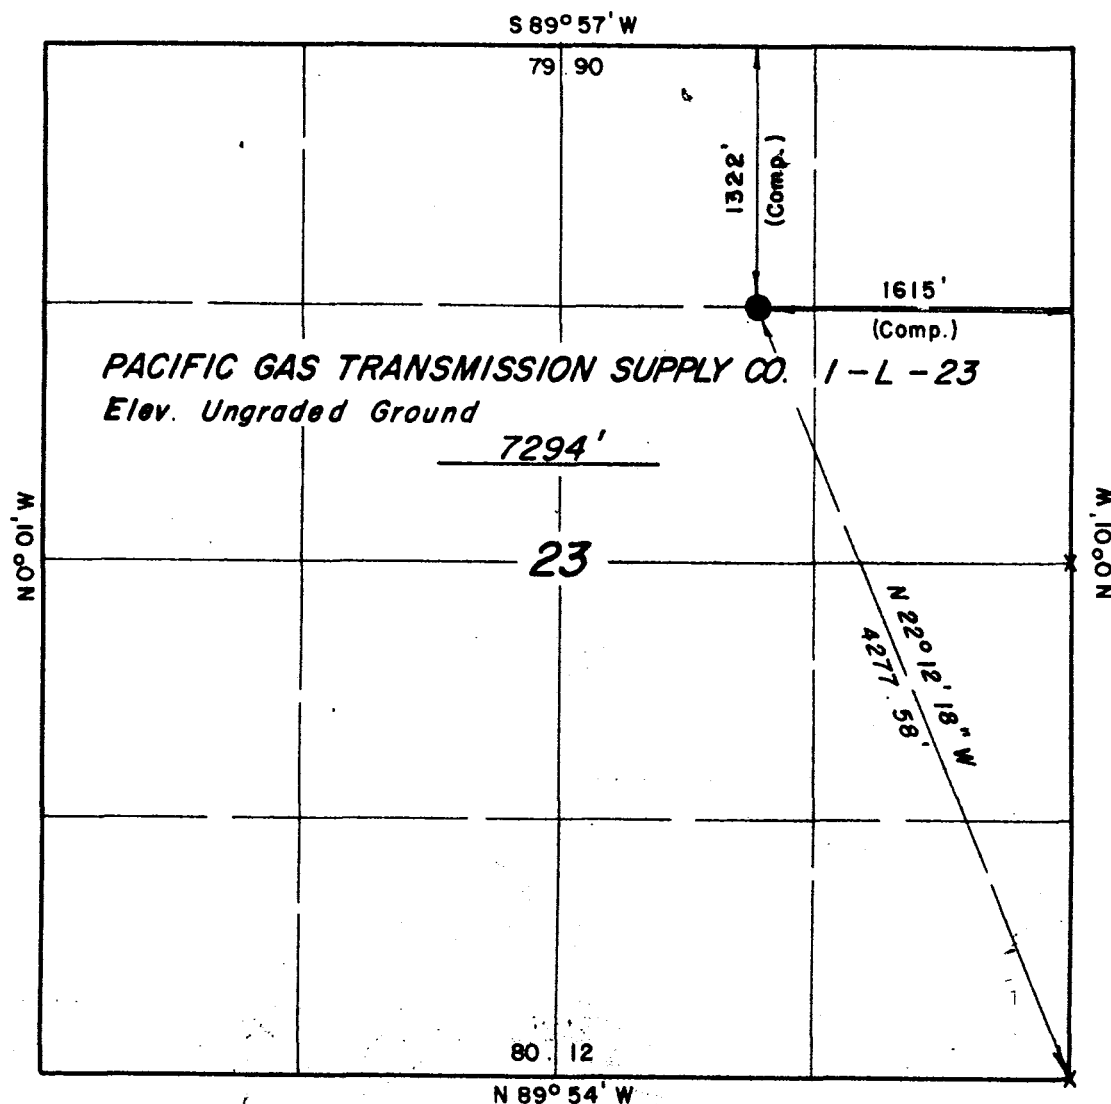 S 89° 57' W
79.90
1322'
(Comp.)
1615'
(Comp.)
PACIFIC GAS TRANSMISSION SUPPLY CO. 1-L-23
Elev. Ungraded Ground
7294'
N 0° 01' W
23
N 0° 01' W
N 22° 12' 18" W
4277.58'
80.12
N 89° 54' W